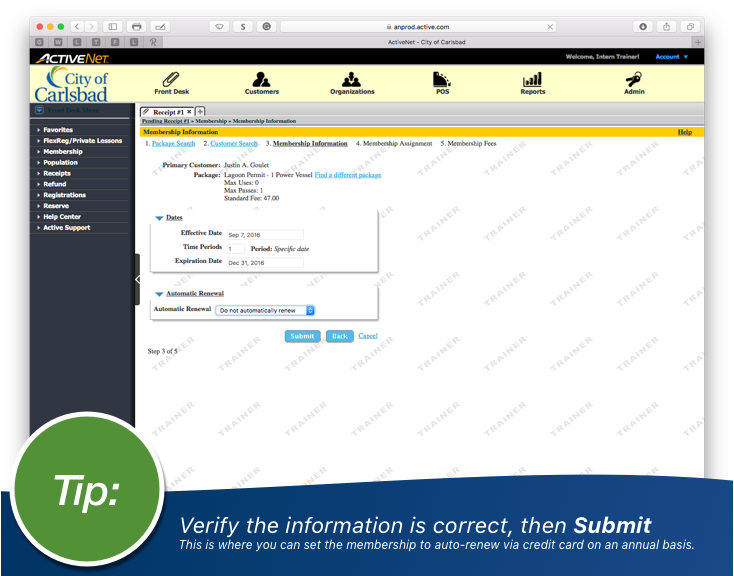 anprod.active.com
G W L T F L
ActiveNet - City of Carlsbad
ACTIVENet.
Welcome, Intern Trainer! Account ▼
City of
Carlsbad
Front Desk Customers Organizations POS Reports Admin
Receipt #1 × +
Pending Receipt #1 » Membership » Membership Information
Membership Information Help
1. Package Search 2. Customer Search 3. Membership Information 4. Membership Assignment 5. Membership Fees
Favorites
FlexReg/Private Lessons
Membership
Population
Receipts
Refund
Registrations
Reserve
Help Center
Active Support
Primary Customer: Justin A. Goulet
Package: Lagoon Permit - 1 Power Vessel Find a different package
Max Uses: 0
Max Passes: 1
Standard Fee: 47.00
Dates
Effective Date Sep 7, 2016
Time Periods 1 Period: Specific date
Expiration Date Dec 31, 2016
Automatic Renewal
Automatic Renewal Do not automatically renew
Submit Back Cancel
Step 3 of 5
TRAINER
Tip:
Verify the information is correct, then Submit
This is where you can set the membership to auto-renew via credit card on an annual basis.